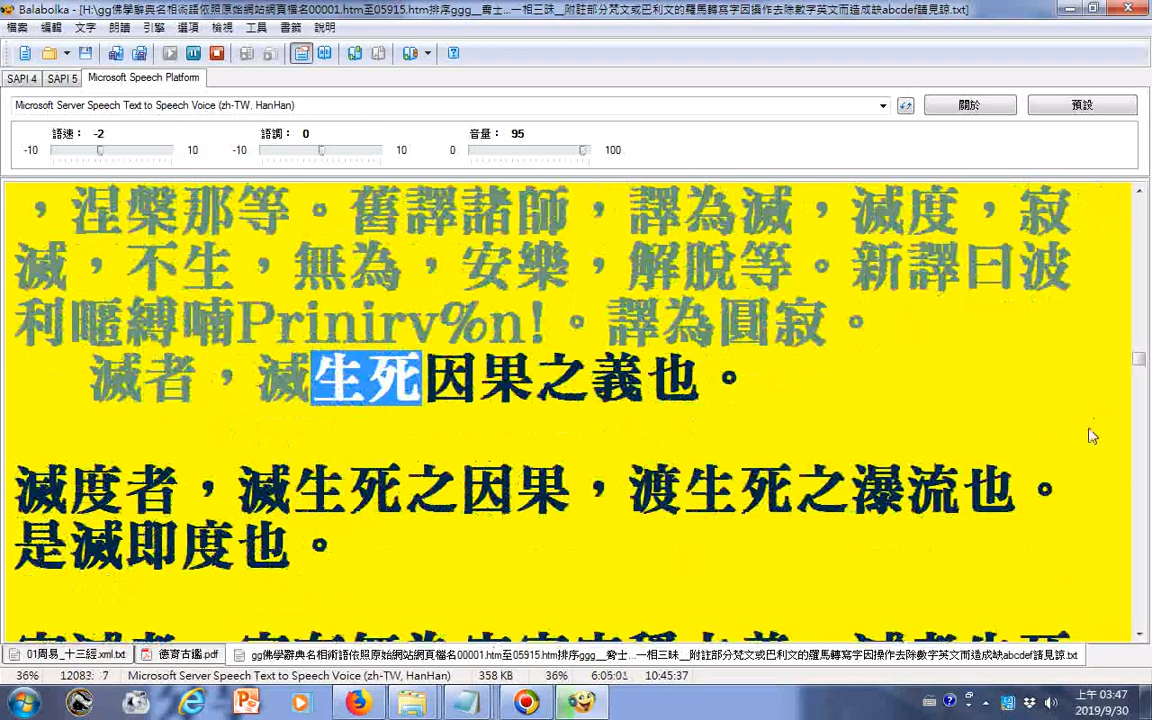 Balabolka - [H:\gg佛學辭典名相術語依照原始網站網頁檔名00001.htm至05915.htm排序ggg__脅士...一相三昧__附註部分梵文或巴利文的羅馬轉寫字因操作去除數字英文而造成缺abcdef請見諒.txt]
檔案 編輯 文字 朗讀 引擎 選項 檢視 工具 書籤 說明
SAPI 4 SAPI 5 Microsoft Speech Platform
Microsoft Server Speech Text to Speech Voice (zh-TW, HanHan) 關於 預設
語速： -2 語調： 0 音量： 95
-10 10 -10 10 0 100
，涅槃那等。舊譯諸師，譯為滅，滅度，寂
滅，不生，無為，安樂，解脫等。新譯曰波
利暱縛喃Prinirv%n!。譯為圓寂。
滅者，滅生死因果之義也。
滅度者，滅生死之因果，渡生死之瀑流也。
是滅即度也。
01周易_十三經.xml.txt 德育古鑑.pdf gg佛學辭典名相術語依照原始網站網頁檔名00001.htm至05915.htm排序ggg__脅士...一相三昧__附註部分梵文或巴利文的羅馬轉寫字因操作去除數字英文而造成缺abcdef請見諒.txt
36% 12083: 7 Microsoft Server Speech Text to Speech Voice (zh-TW, HanHan) 358 KB 36% 6:05:01 10:45:37
上午 03:47
2019/9/30